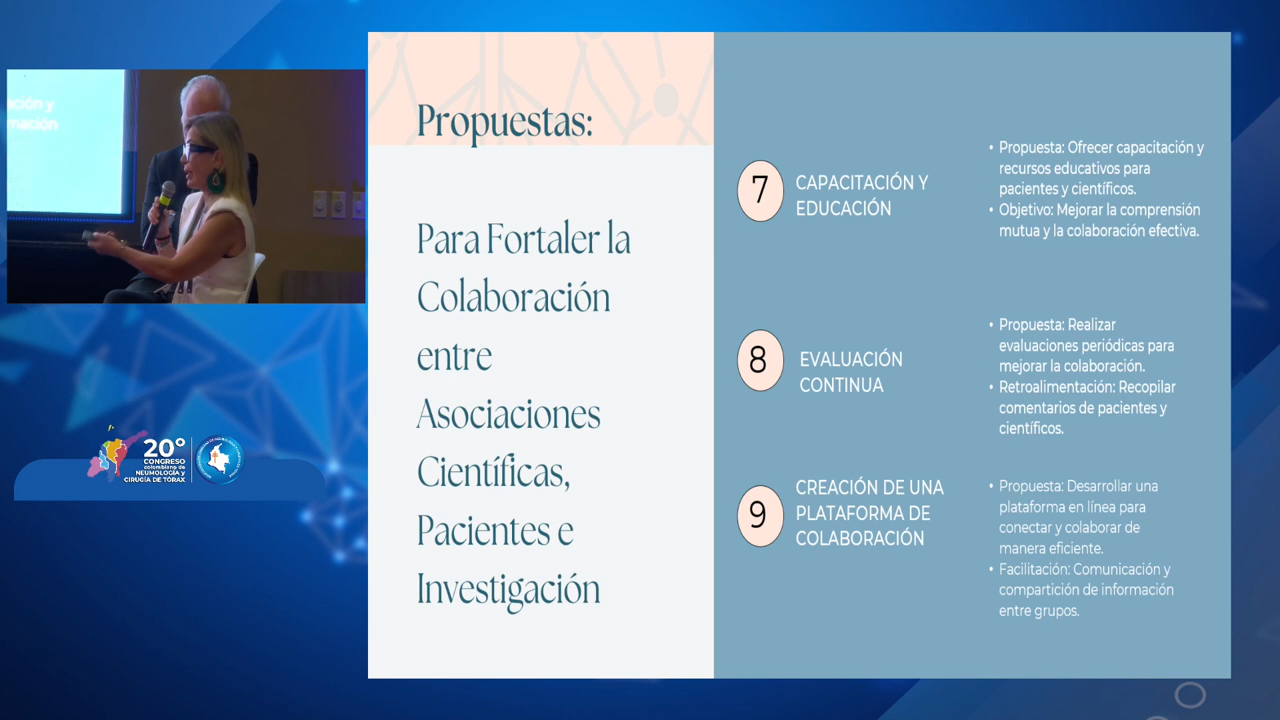 ación y
mación
20°
CONGRESO
colombiano de
NEUMOLOGÍA y
CIRUGÍA DE TÓRAX
Propuestas:
Para Fortaler la
Colaboración
entre
Asociaciones
Científicas,
Pacientes e
Investigación
7
CAPACITACIÓN Y
EDUCACIÓN
• Propuesta: Ofrecer capacitación y
recursos educativos para
pacientes y científicos.
• Objetivo: Mejorar la comprensión
mutua y la colaboración efectiva.
8
EVALUACIÓN
CONTINUA
• Propuesta: Realizar
evaluaciones periódicas para
mejorar la colaboración.
• Retroalimentación: Recopilar
comentarios de pacientes y
científicos.
9
CREACIÓN DE UNA
PLATAFORMA DE
COLABORACIÓN
• Propuesta: Desarrollar una
plataforma en línea para
conectar y colaborar de
manera eficiente.
• Facilitación: Comunicación y
compartición de información
entre grupos.